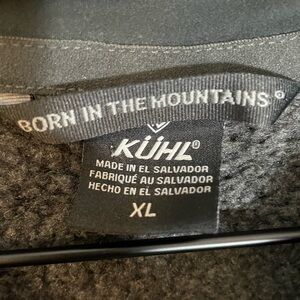 BORN IN THE MOUNTAINS®
KÜHL®
MADE IN EL SALVADOR
FABRIQUÉ AU SALVADOR
HECHO EN EL SALVADOR
XL